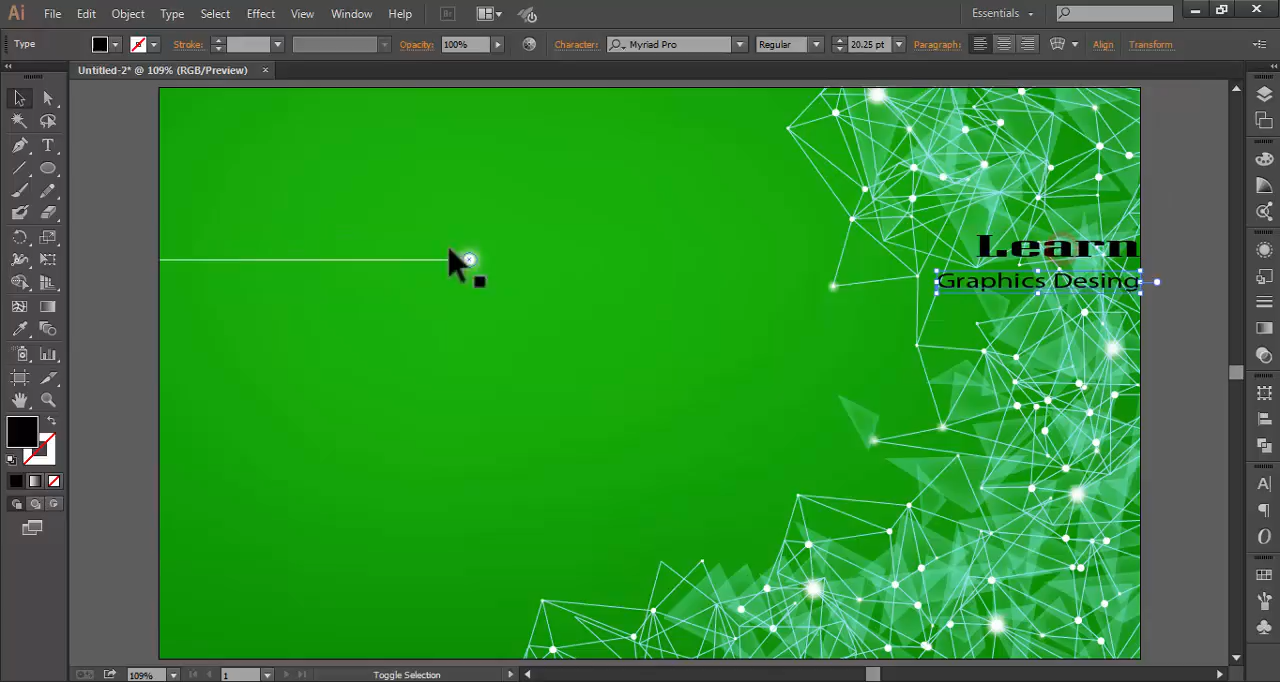 Ai File Edit Object Type Select Effect View Window Help Br Essentials
Type Stroke: Opacity: 100% Character: Myriad Pro Regular 20.25 pt Paragraph: Align Transform
Untitled-2* @ 109% (RGB/Preview) ×
Learn
Graphics Desing
109% 1 Toggle Selection